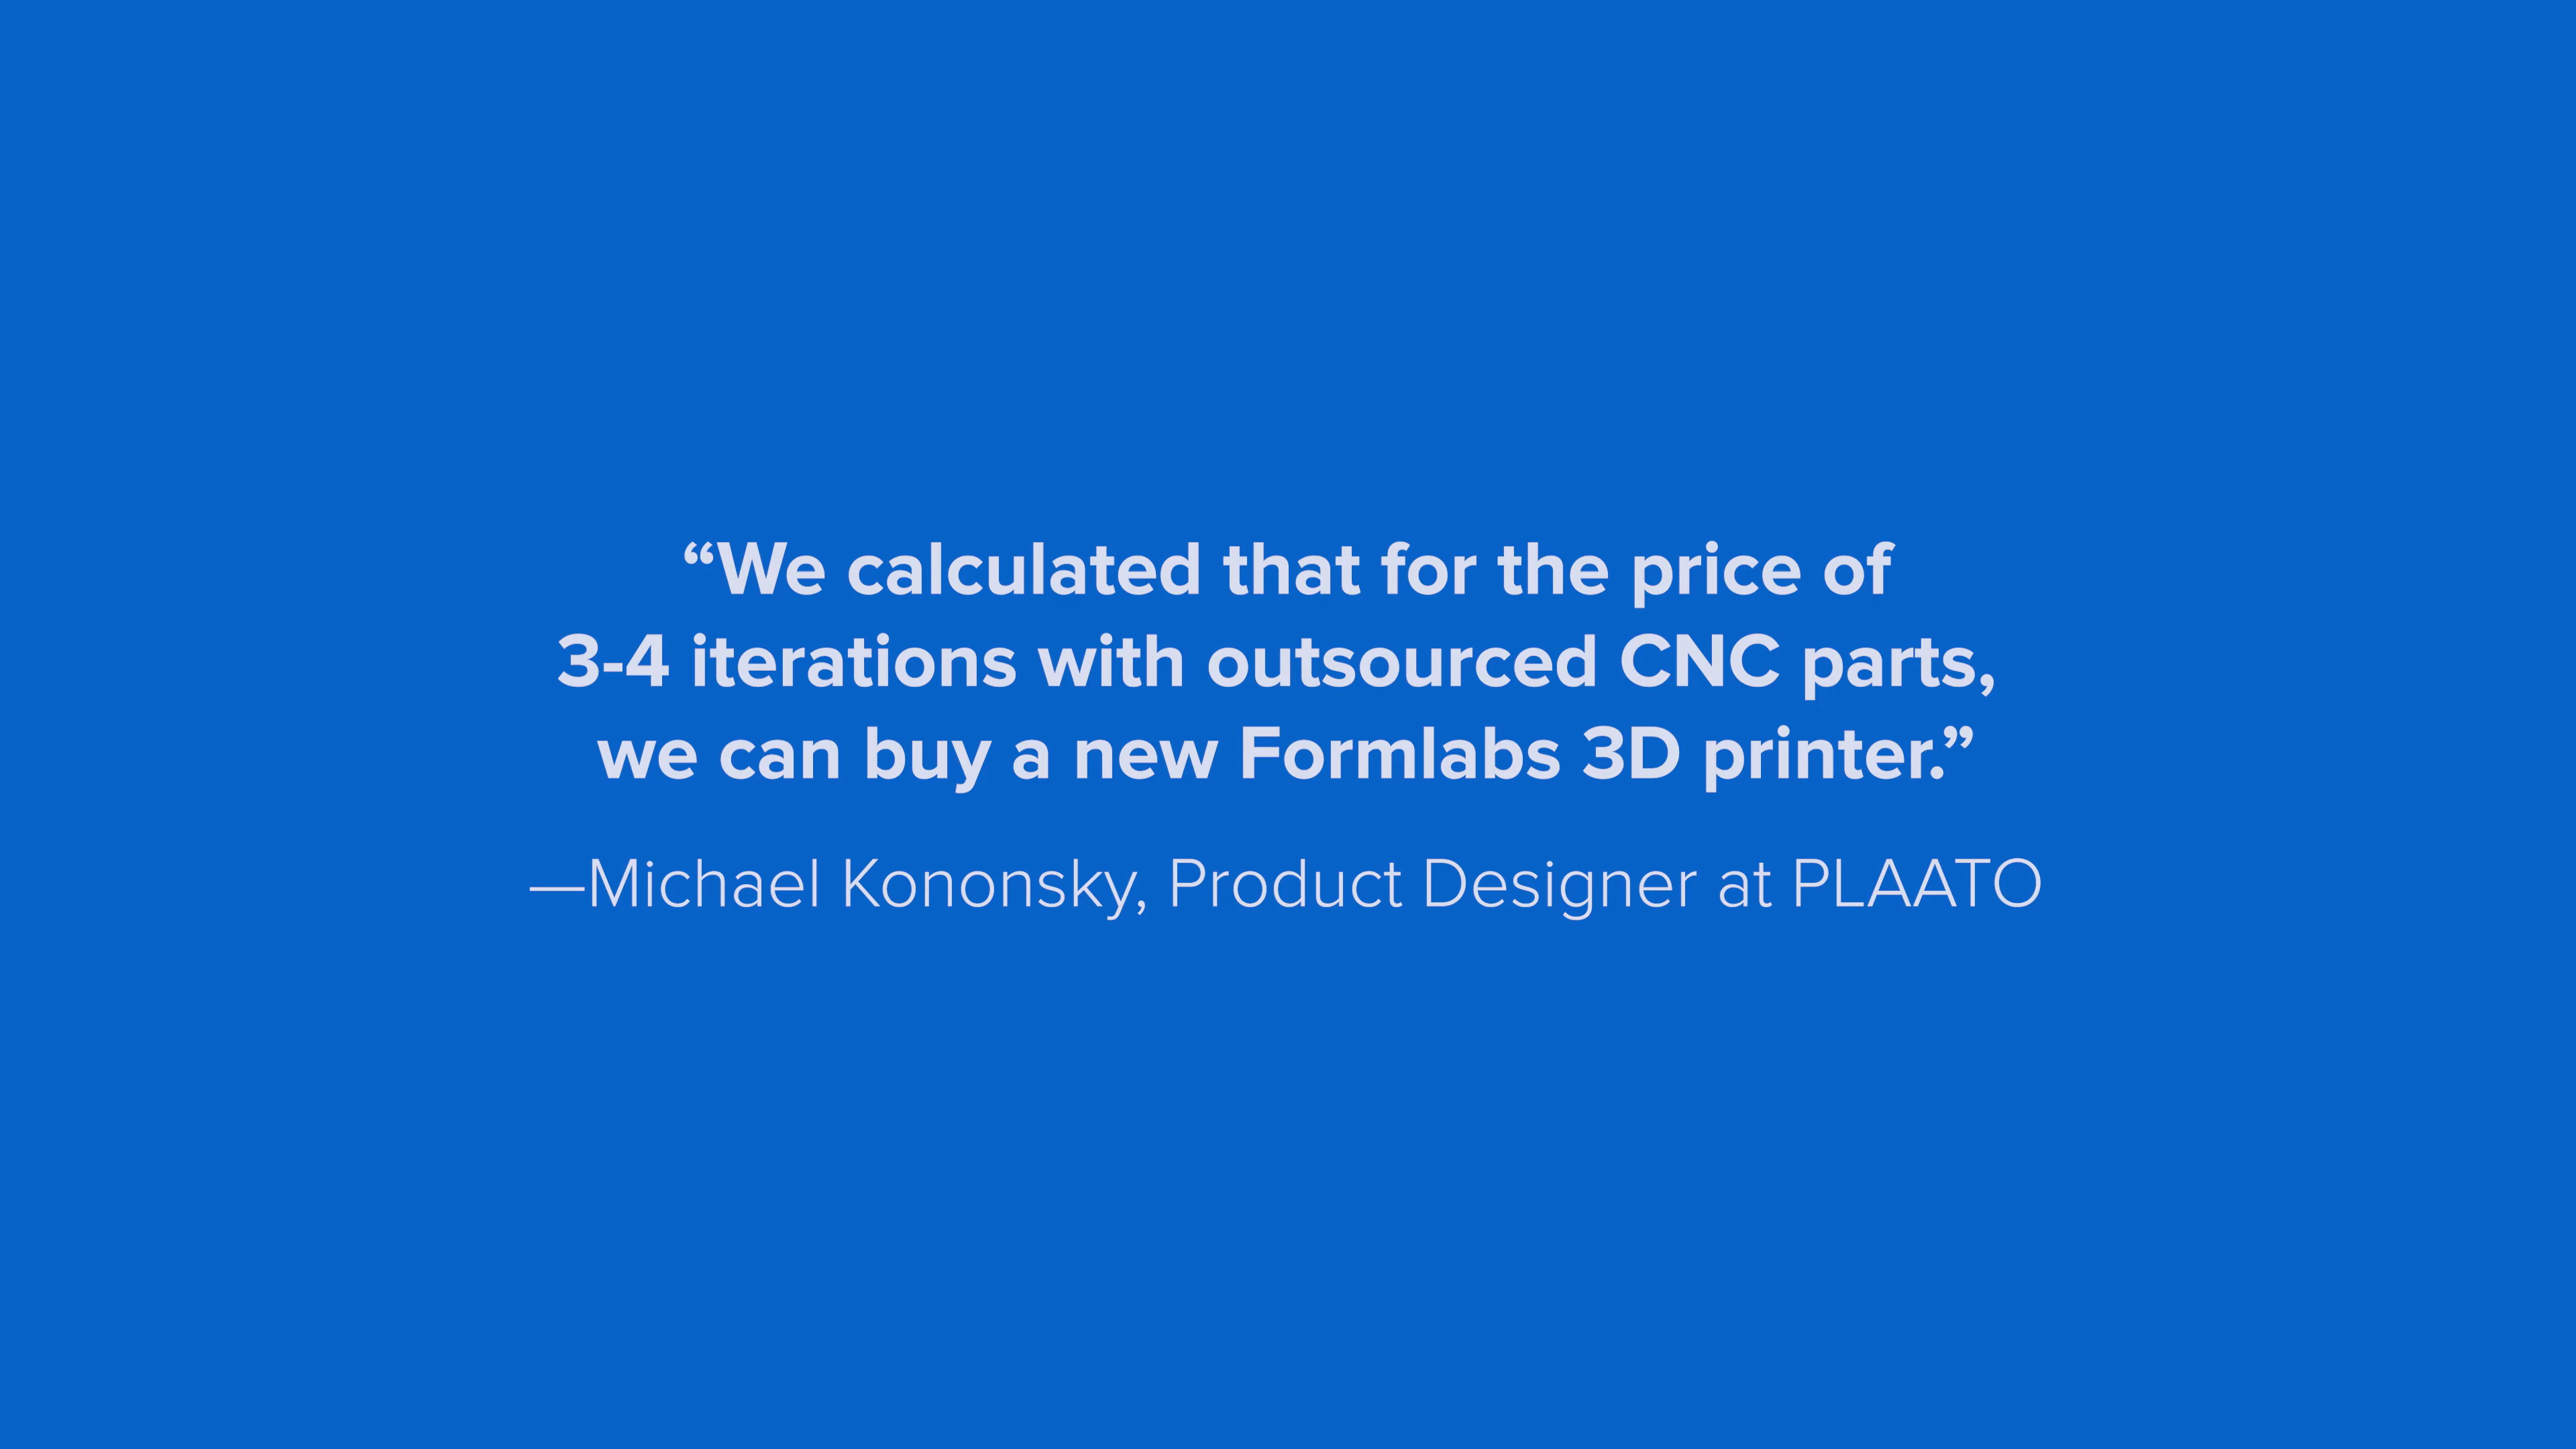 “We calculated that for the price of
3-4 iterations with outsourced CNC parts,
we can buy a new Formlabs 3D printer.”
—Michael Kononsky, Product Designer at PLAATO